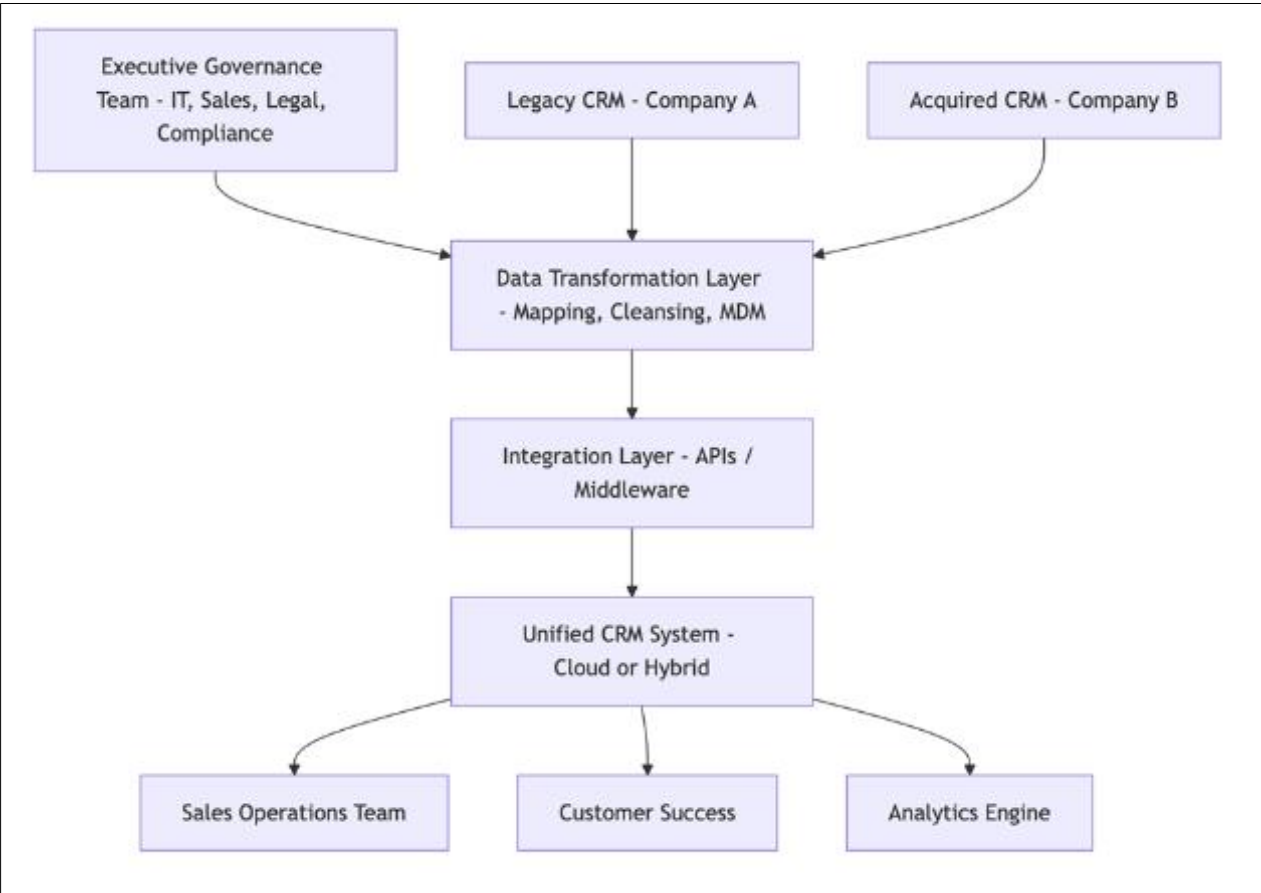 Executive Governance
Team - IT, Sales, Legal,
Compliance
Legacy CRM - Company A
Acquired CRM - Company B
Data Transformation Layer
- Mapping, Cleansing, MDM
Integration Layer - APIs /
Middleware
Unified CRM System -
Cloud or Hybrid
Sales Operations Team
Customer Success
Analytics Engine